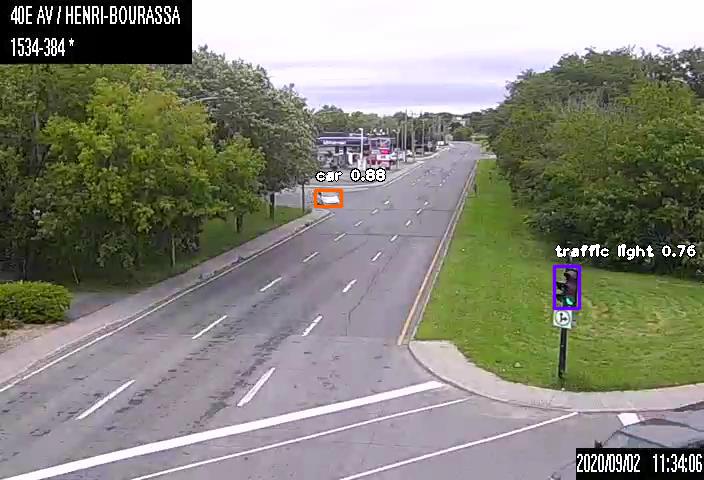 40E AV / HENRI-BOURASSA
1534-384 *
car 0.88
traffic light 0.76
2020/09/02 11:34:06